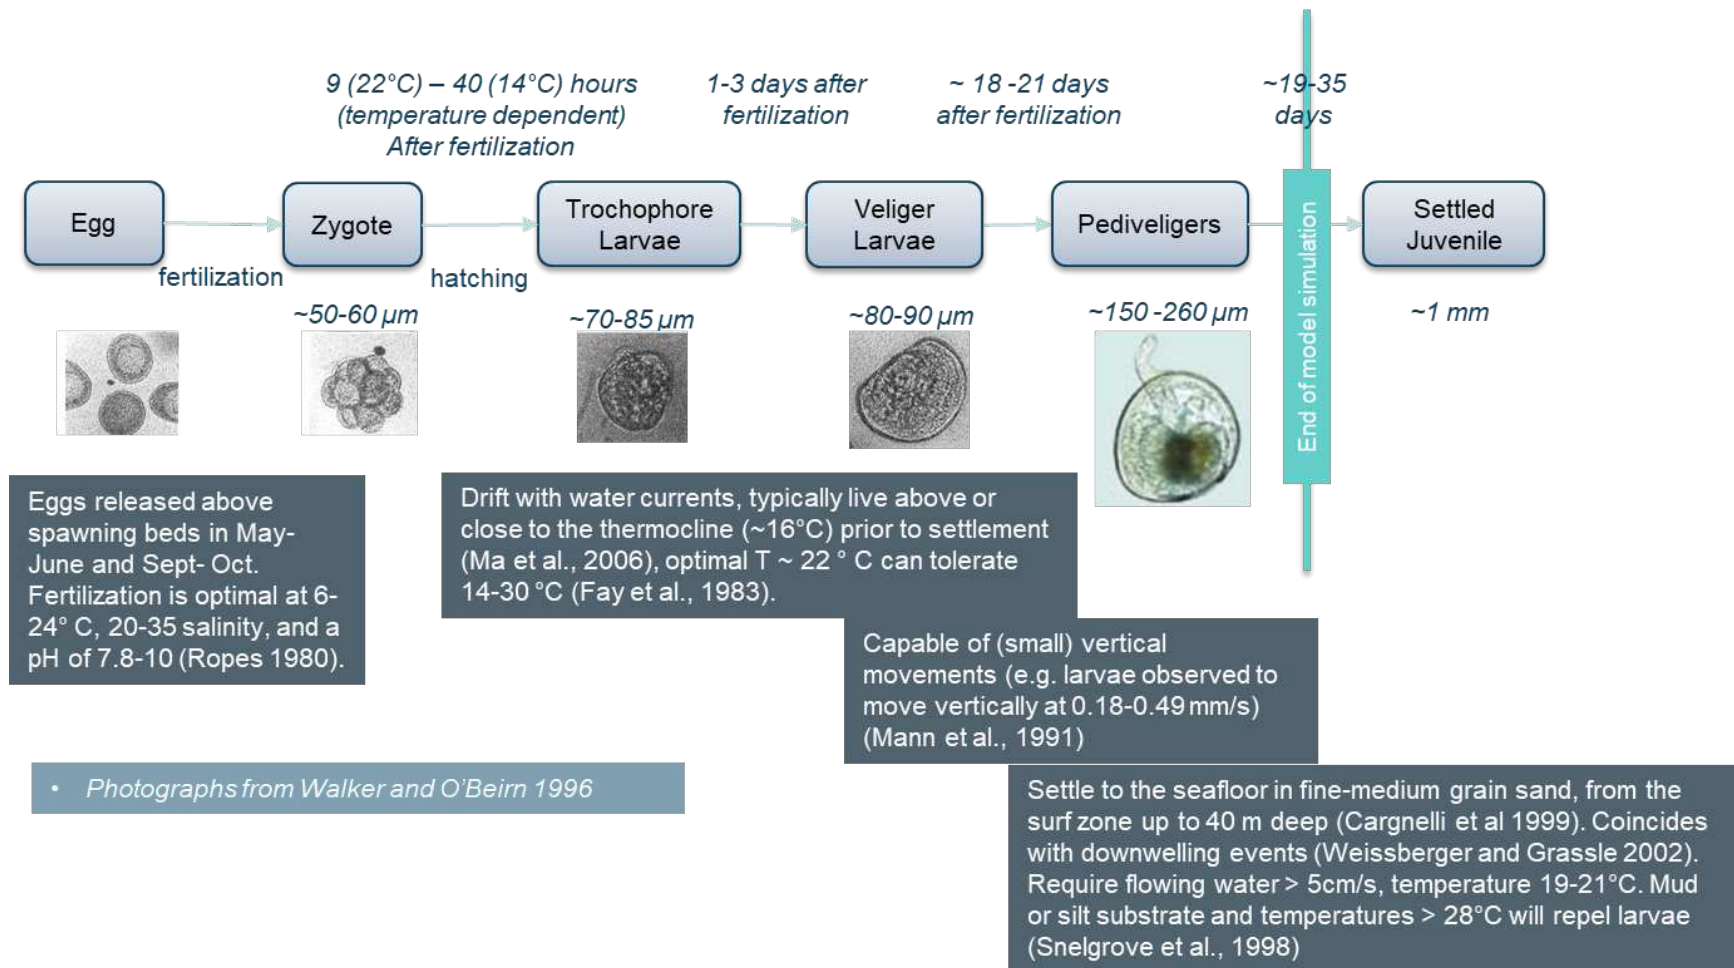 9 (22°C) – 40 (14°C) hours
(temperature dependent)
After fertilization
1-3 days after
fertilization
~ 18 -21 days
after fertilization
~19-35
days
Egg
Zygote
Trochophore
Larvae
Veliger
Larvae
Pediveligers
End of model simulation
Settled
Juvenile
fertilization
hatching
~50-60 µm
~70-85 µm
~80-90 µm
~150 -260 µm
~1 mm
Eggs released above
spawning beds in May-
June and Sept- Oct.
Fertilization is optimal at 6-
24° C, 20-35 salinity, and a
pH of 7.8-10 (Ropes 1980).
Drift with water currents, typically live above or
close to the thermocline (~16°C) prior to settlement
(Ma et al., 2006), optimal T ~ 22 ° C can tolerate
14-30 °C (Fay et al., 1983).
Capable of (small) vertical
movements (e.g. larvae observed to
move vertically at 0.18-0.49 mm/s)
(Mann et al., 1991)
• Photographs from Walker and O’Beirn 1996
Settle to the seafloor in fine-medium grain sand, from the
surf zone up to 40 m deep (Cargnelli et al 1999). Coincides
with downwelling events (Weissberger and Grassle 2002).
Require flowing water > 5cm/s, temperature 19-21°C. Mud
or silt substrate and temperatures > 28°C will repel larvae
(Snelgrove et al., 1998)